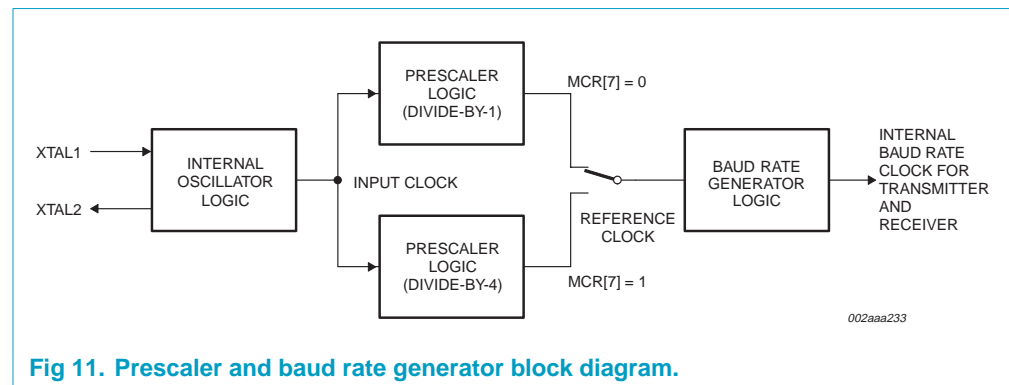 XTAL1
XTAL2
INTERNAL
OSCILLATOR
LOGIC
INPUT CLOCK
PRESCALER
LOGIC
(DIVIDE-BY-1)
PRESCALER
LOGIC
(DIVIDE-BY-4)
MCR[7] = 0
MCR[7] = 1
REFERENCE
CLOCK
BAUD RATE
GENERATOR
LOGIC
INTERNAL
BAUD RATE
CLOCK FOR
TRANSMITTER
AND
RECEIVER
002aaa233
Fig 11. Prescaler and baud rate generator block diagram.